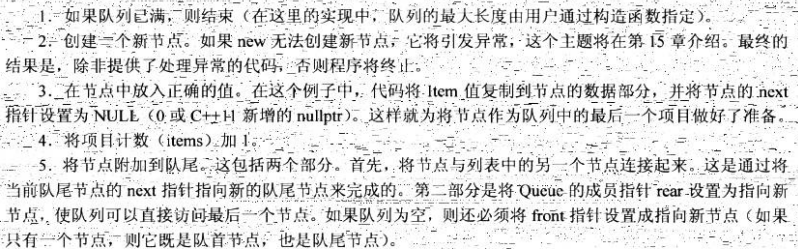 1．如果队列已满，则结束（在这里的实现中，队列的最大长度由用户通过构造函数指定）。
2．创建一个新节点。如果 new 无法创建新节点，它将引发异常，这个主题将在第 15 章介绍。最终的
结果是，除非提供了处理异常的代码，否则程序将终止。
3．在节点中放入正确的值。在这个例子中，代码将 Item 值复制到节点的数据部分，并将节点的 next
指针设置为 NULL（0 或 C++11 新增的 nullptr）。这样就为将节点作为队列中的最后一个项目做好了准备。
4．将项目计数（items）加 1。
5．将节点附加到队尾。这包括两个部分。首先，将节点与列表中的另一个节点连接起来。这是通过将
当前队尾节点的 next 指针指向新的队尾节点来完成的。第二部分是将 Queue 的成员指针 rear 设置为指向新
节点，使队列可以直接访问最后一个节点。如果队列为空，则还必须将 front 指针设置成指向新节点（如果
只有一个节点，则它既是队首节点，也是队尾节点）。